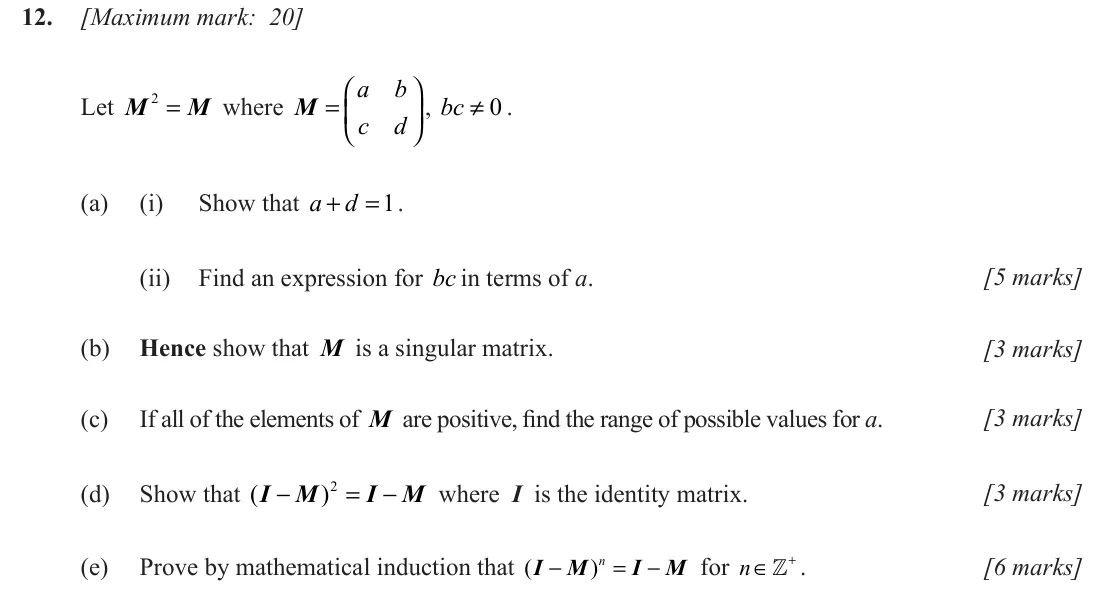 12. [Maximum mark: 20]
Let M² = M where M = (a b
c d), bc ≠ 0.
(a) (i) Show that a + d = 1.
(ii) Find an expression for bc in terms of a. [5 marks]
(b) Hence show that M is a singular matrix. [3 marks]
(c) If all of the elements of M are positive, find the range of possible values for a. [3 marks]
(d) Show that (I − M)² = I − M where I is the identity matrix. [3 marks]
(e) Prove by mathematical induction that (I − M)ⁿ = I − M for n ∈ ℤ⁺. [6 marks]